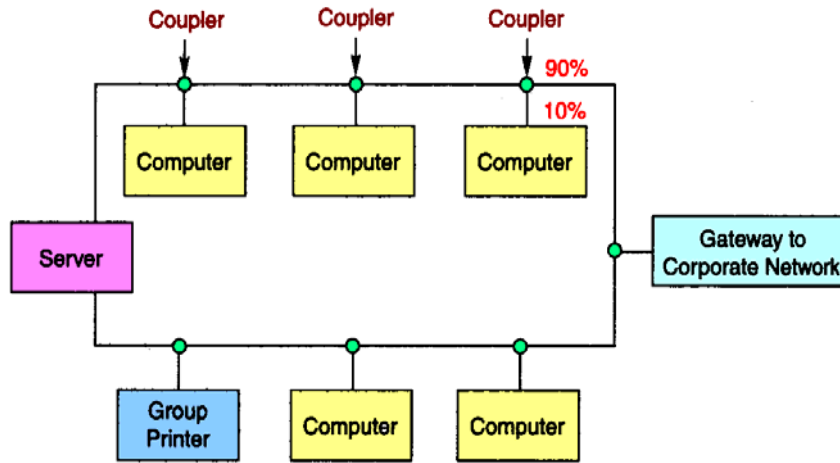 Coupler Coupler Coupler
90%
10%
Computer Computer Computer
Server
Gateway to
Corporate Network
Group
Printer
Computer Computer